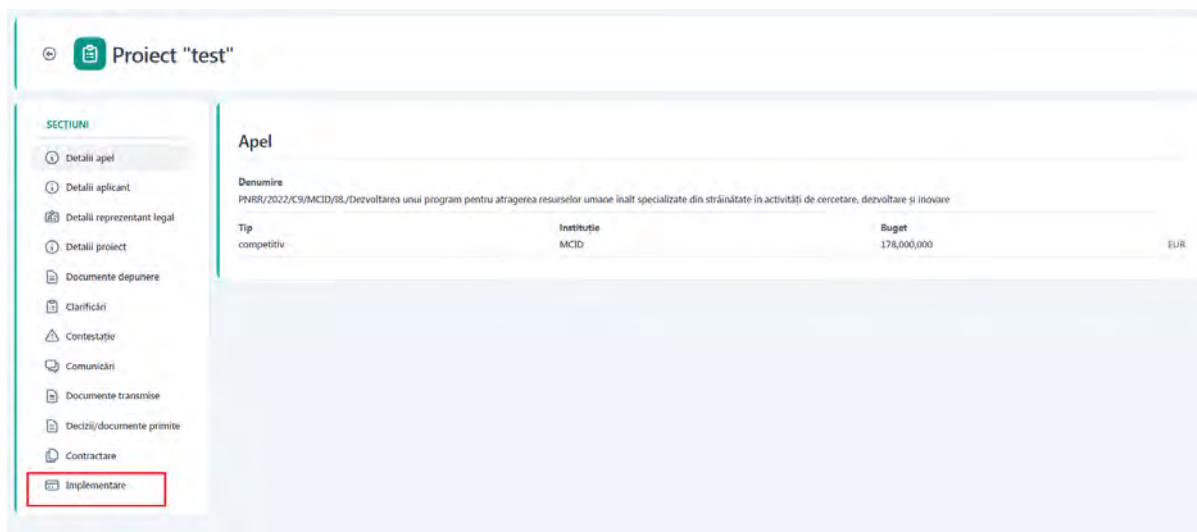 Proiect "test"
SECȚIUNI
Detalii apel
Detalii aplicant
Detalii reprezentant legal
Detalii proiect
Documente depunere
Clarificări
Contestație
Comunicări
Documente transmise
Decizii/documente primite
Contractare
Implementare
Apel
Denumire
PNRR/2022/C9/MCID/I8./Dezvoltarea unui program pentru atragerea resurselor umane înalt specializate din străinătate în activități de cercetare, dezvoltare și inovare
Tip Instituție Buget
competitiv MCID 178,000,000 EUR